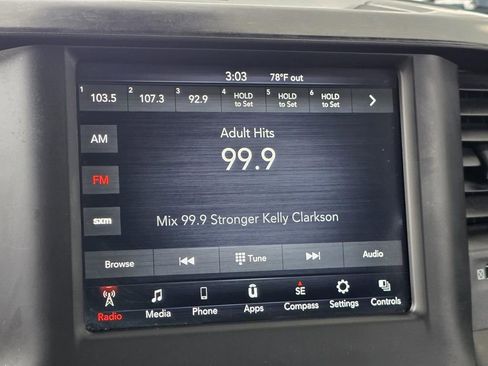 3:03 78°F out
1 103.5 2 107.3 3 92.9 4 HOLD to Set 5 HOLD to Set 6 HOLD to Set
Adult Hits
AM
99.9
FM
sxm
Mix 99.9 Stronger Kelly Clarkson
Browse Tune Audio
SE
Radio Media Phone Apps Compass Settings Controls